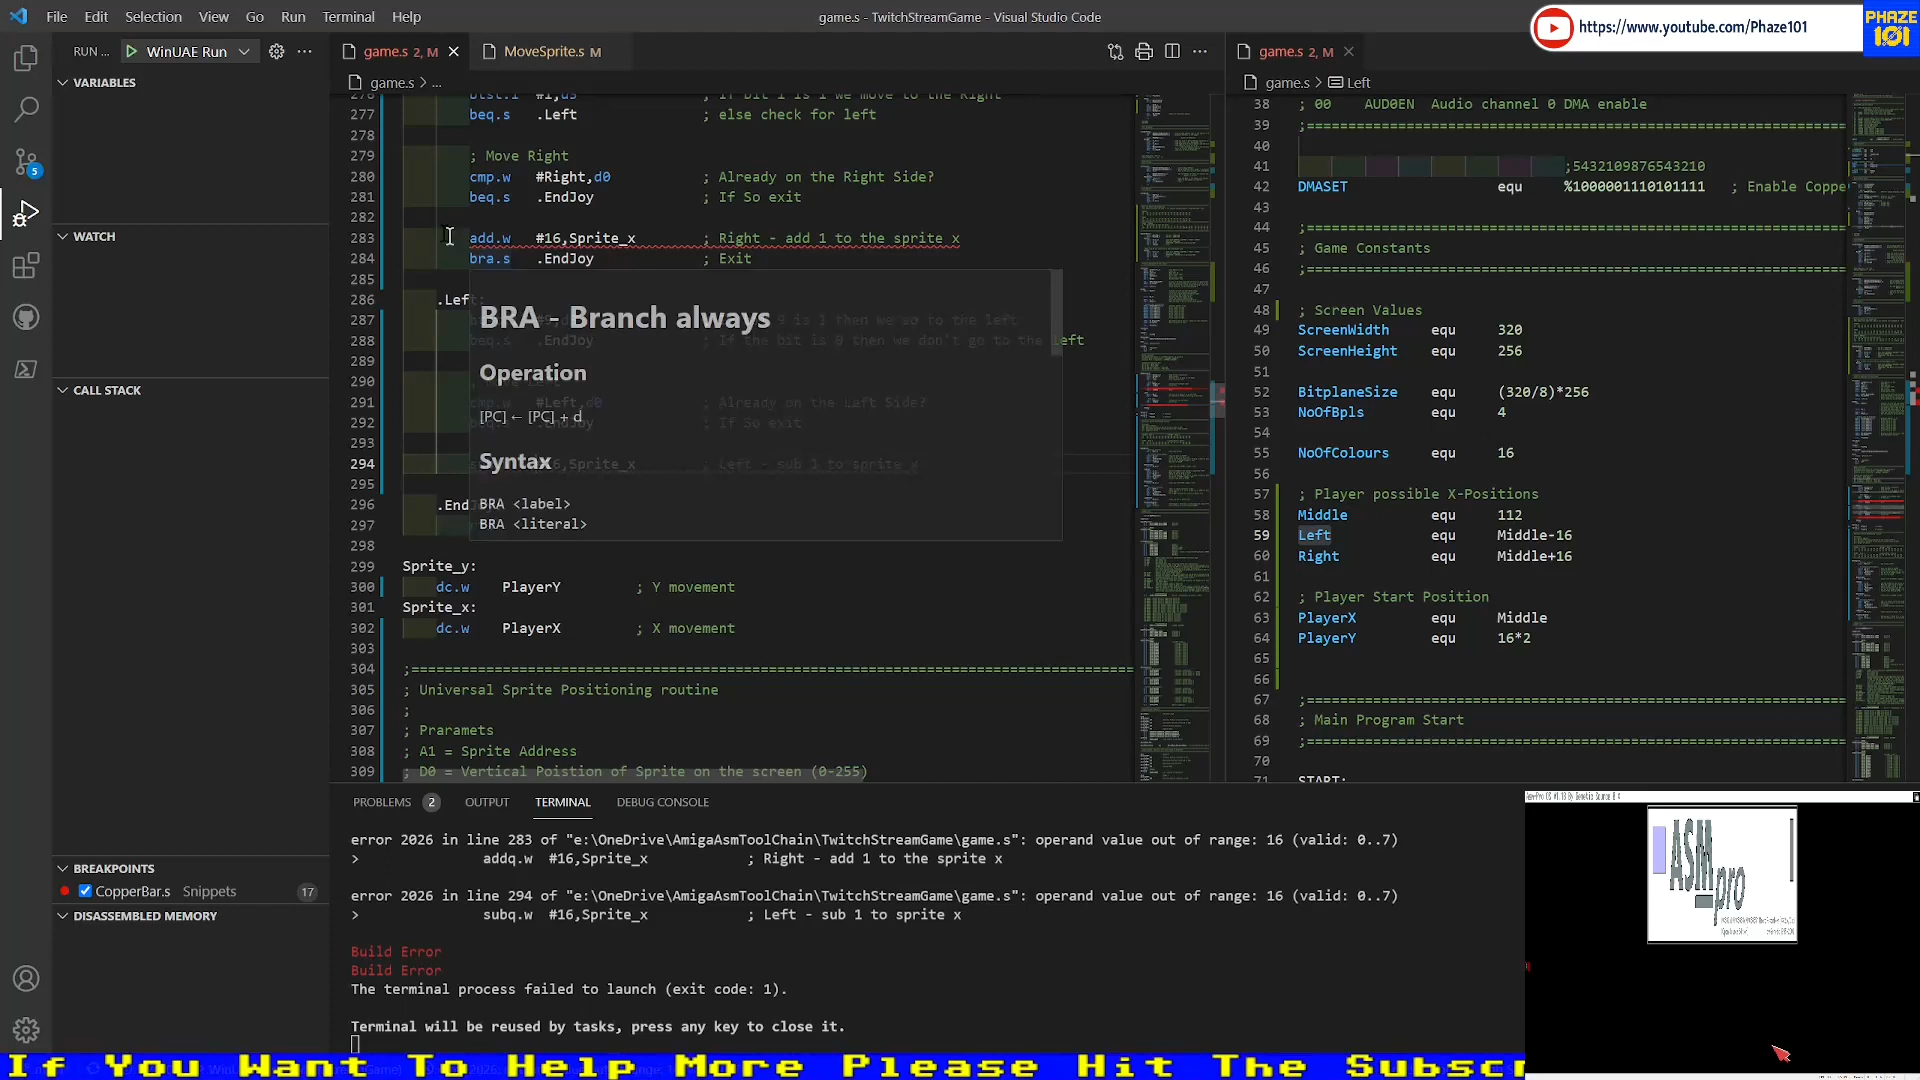 File Edit Selection View Go Run Terminal Help
game.s - TwitchStreamGame - Visual Studio Code
https://www.youtube.com/Phaze101
PHAZE 101
RUN ...
WinUAE Run
VARIABLES
WATCH
CALL STACK
BREAKPOINTS
CopperBar.s Snippets 17
DISASSEMBLED MEMORY
5
game.s 2, M
MoveSprite.s M
game.s > ...
277 beq.s .Left ; else check for left
278
279 ; Move Right
280 cmp.w #Right,d0 ; Already on the Right Side?
281 beq.s .EndJoy ; If So exit
282
283 add.w #16,Sprite_x ; Right - add 1 to the sprite x
284 bra.s .EndJoy ; Exit
285
286 .Left:
287
288
289
290
291
292
293
294
295
296 .End
297
298
BRA - Branch always
Operation
[PC] ← [PC] + d
Syntax
BRA <label>
BRA <literal>
299 Sprite_y:
300 dc.w PlayerY ; Y movement
301 Sprite_x:
302 dc.w PlayerX ; X movement
303
304 ;==========
305 ; Universal Sprite Positioning routine
306 ;
307 ; Praramets
308 ; A1 = Sprite Address
309 ; D0 = Vertical Poistion of Sprite on the screen (0-255)
game.s 2, M
game.s > Left
38 ; 00 AUD0EN Audio channel 0 DMA enable
39 ;==========
40
41 ;5432109876543210
42 DMASET equ %1000001110101111 ; Enable Coppe
43
44 ;==========
45 ; Game Constants
46 ;==========
47
48 ; Screen Values
49 ScreenWidth equ 320
50 ScreenHeight equ 256
51
52 BitplaneSize equ (320/8)*256
53 NoOfBpls equ 4
54
55 NoOfColours equ 16
56
57 ; Player possible X-Positions
58 Middle equ 112
59 Left equ Middle-16
60 Right equ Middle+16
61
62 ; Player Start Position
63 PlayerX equ Middle
64 PlayerY equ 16*2
65
66
67 ;==========
68 ; Main Program Start
69 ;==========
70
71 START:
PROBLEMS 2 OUTPUT TERMINAL DEBUG CONSOLE
error 2026 in line 283 of "e:\OneDrive\AmigaAsmToolChain\TwitchStreamGame\game.s": operand value out of range: 16 (valid: 0..7)
> addq.w #16,Sprite_x ; Right - add 1 to the sprite x
error 2026 in line 294 of "e:\OneDrive\AmigaAsmToolChain\TwitchStreamGame\game.s": operand value out of range: 16 (valid: 0..7)
> subq.w #16,Sprite_x ; Left - sub 1 to sprite x
Build Error
Build Error
The terminal process failed to launch (exit code: 1).
Terminal will be reused by tasks, press any key to close it.
ASM pro
If You Want To Help More Please Hit The Subscr